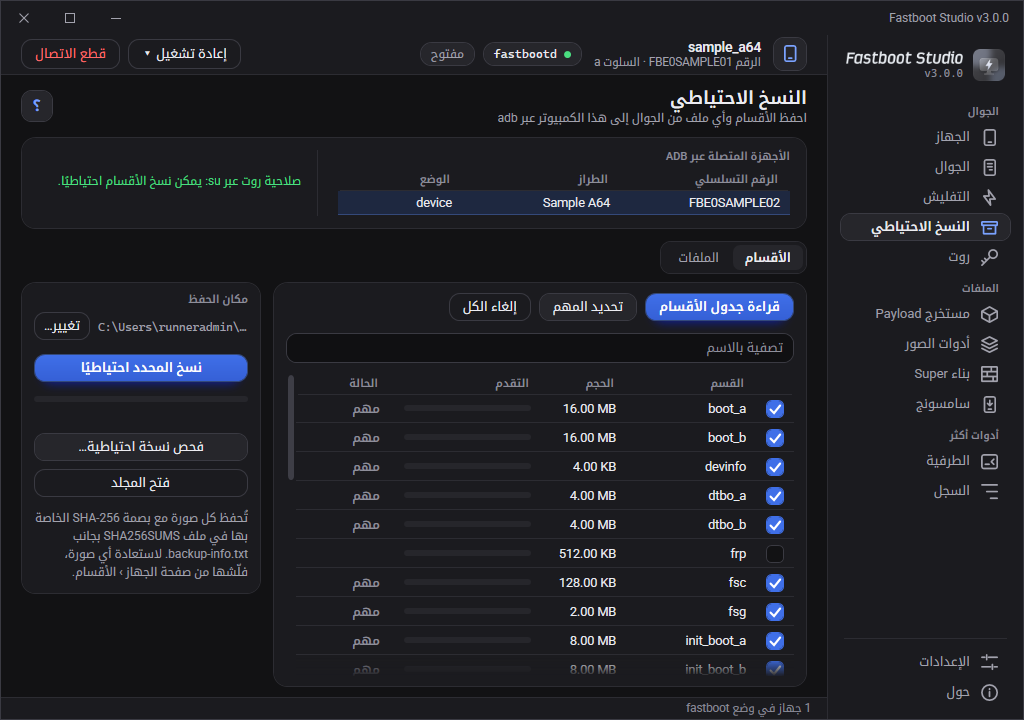 Fastboot Studio v3.0.0
Fastboot Studio
v3.0.0
الجوال
الجهاز
الجوال
التفليش
النسخ الاحتياطي
روت
الملفات
مستخرج Payload
أدوات الصور
بناء Super
سامسونج
أدوات أكثر
الطرفية
السجل
الإعدادات
حول
sample_a64
الرقم FBE0SAMPLE01 · السلوت a
fastbootd
مفتوح
إعادة تشغيل
قطع الاتصال
النسخ الاحتياطي
احفظ الأقسام وأي ملف من الجوال إلى هذا الكمبيوتر عبر adb
؟
الأجهزة المتصلة عبر ADB
الرقم التسلسلي الطراز الوضع
FBE0SAMPLE02 Sample A64 device
صلاحية روت عبر su: يمكن نسخ الأقسام احتياطيًا.
الأقسام الملفات
قراءة جدول الأقسام تحديد المهم إلغاء الكل
تصفية بالاسم
القسم الحجم التقدم الحالة
boot_a 16.00 MB مهم
boot_b 16.00 MB مهم
devinfo 4.00 KB مهم
dtbo_a 4.00 MB مهم
dtbo_b 4.00 MB مهم
frp 512.00 KB
fsc 128.00 KB مهم
fsg 2.00 MB مهم
init_boot_a 8.00 MB مهم
init_boot_b 8.00 MB مهم
مكان الحفظ
C:\Users\runneradmin\… تغيير…
نسخ المحدد احتياطيًا
فحص نسخة احتياطية…
فتح المجلد
تُحفظ كل صورة مع بصمة SHA-256 الخاصة
بها في ملف SHA256SUMS بجانب
backup-info.txt. لاستعادة أي صورة،
فلّشها من صفحة الجهاز › الأقسام.
1 جهاز في وضع fastboot